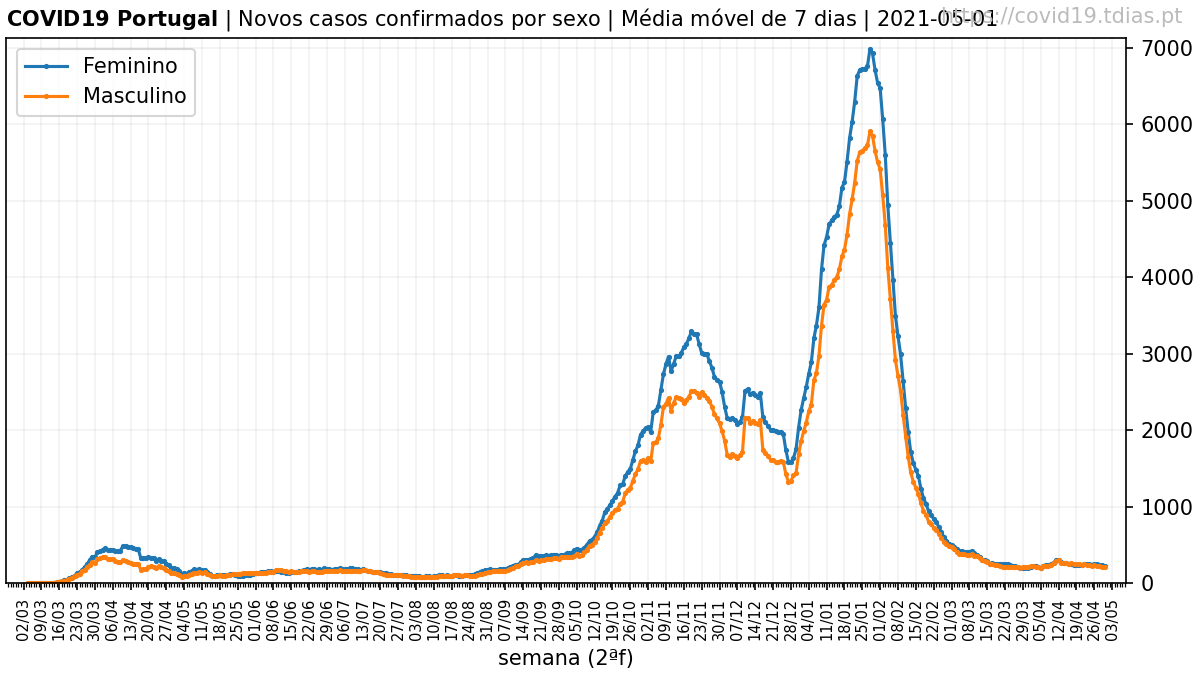 COVID19 Portugal | Novos casos confirmados por sexo | Média móvel de 7 dias | 2021-05-01
https://covid19.tdias.pt
Feminino
Masculino
7000
6000
5000
4000
3000
2000
1000
0
02/03 09/03 16/03 23/03 30/03 06/04 13/04 20/04 27/04 04/05 11/05 18/05 25/05 01/06 08/06 15/06 22/06 29/06 06/07 13/07 20/07 27/07 03/08 10/08 17/08 24/08 31/08 07/09 14/09 21/09 28/09 05/10 12/10 19/10 26/10 02/11 09/11 16/11 23/11 30/11 07/12 14/12 21/12 28/12 04/01 11/01 18/01 25/01 01/02 08/02 15/02 22/02 01/03 08/03 15/03 22/03 29/03 05/04 12/04 19/04 26/04 03/05
semana (2ªf)